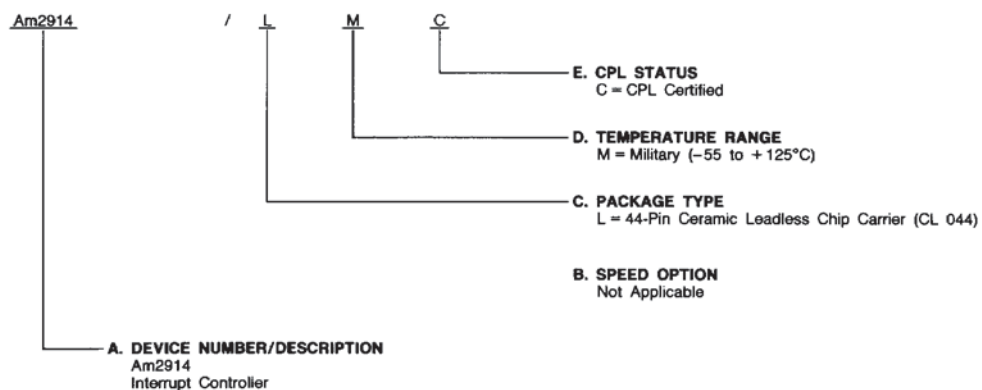 Am2914 / L M C
E. CPL STATUS
C = CPL Certified
D. TEMPERATURE RANGE
M = Military (−55 to +125°C)
C. PACKAGE TYPE
L = 44-Pin Ceramic Leadless Chip Carrier (CL 044)
B. SPEED OPTION
Not Applicable
A. DEVICE NUMBER/DESCRIPTION
Am2914
Interrupt Controller